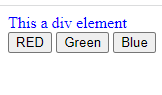 This a div element
RED Green Blue